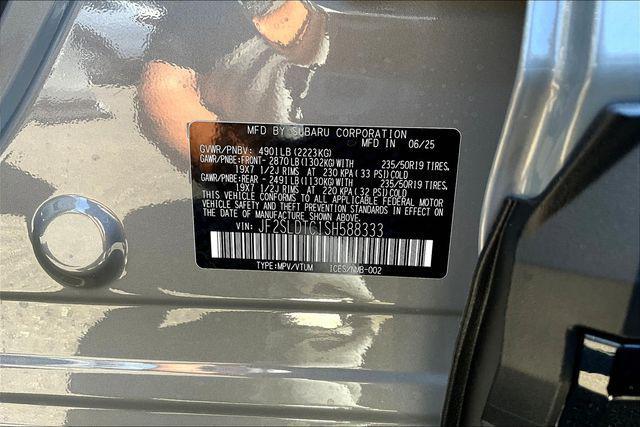 MFD BY SUBARU CORPORATION
MFD IN 06/25
GVWR/PNBV: 4901LB(2223KG)
GAWR/PNBE:FRONT- 2870LB(1302KG)WITH 235/50R19 TIRES,
19X7 1/2J RIMS AT 230 KPA(33 PSI)COLD
GAWR/PNBE:REAR - 2491LB(1130KG)WITH 235/50R19 TIRES,
19X7 1/2J RIMS AT 220 KPA(32 PSI)COLD
THIS VEHICLE CONFORMS TO ALL APPLICABLE FEDERAL MOTOR
VEHICLE SAFETY AND THEFT PREVENTION STANDARDS IN EFFECT ON
THE DATE OF MANUFACTURE SHOWN ABOVE.
VIN: JF2SLDTC1SH588333
TYPE:MPV/VTUM ICES/NMB-002